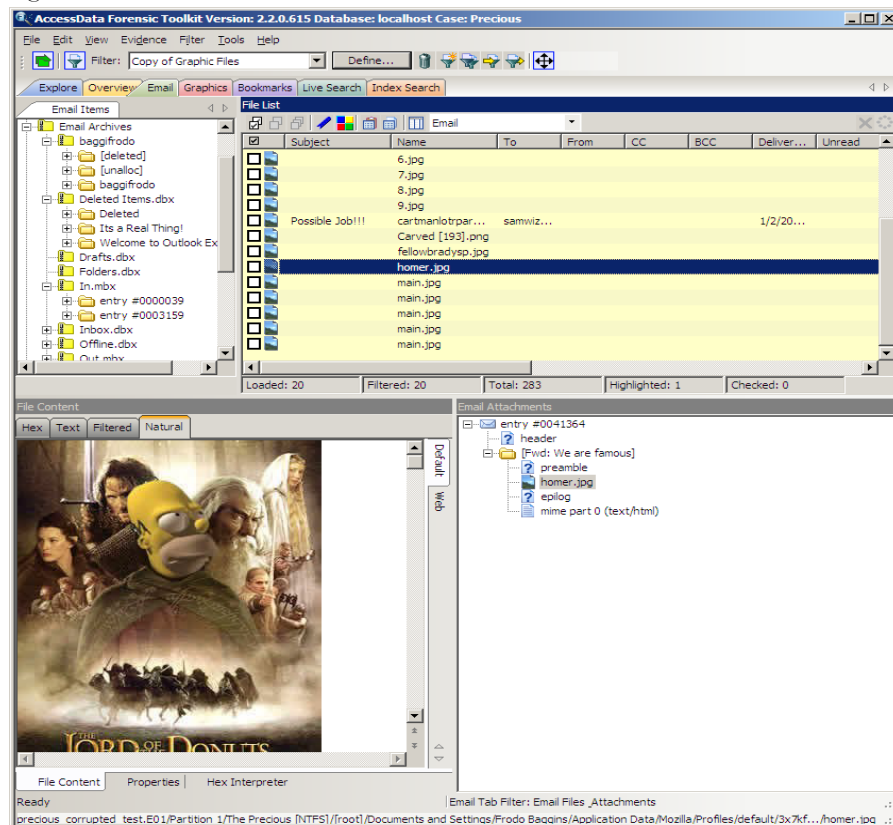 AccessData Forensic Toolkit Version: 2.2.0.615 Database: localhost Case: Precious
File Edit View Evidence Filter Tools Help
Filter: Copy of Graphic Files Define...
Explore Overview Email Graphics Bookmarks Live Search Index Search
Email Items
Email Archives
baggifrodo
[deleted]
[unalloc]
baggifrodo
Deleted Items.dbx
Deleted
Its a Real Thing!
Welcome to Outlook Ex
Drafts.dbx
Folders.dbx
In.mbx
entry #0000039
entry #0003159
Inbox.dbx
Offline.dbx
Out.mbx
File List
Email
Subject Name To From CC BCC Deliver... Unread
6.jpg
7.jpg
8.jpg
9.jpg
Possible Job!!! cartmanlotrpar... samwiz... 1/2/20...
Carved [193].png
fellowbradysp.jpg
homer.jpg
main.jpg
main.jpg
main.jpg
main.jpg
main.jpg
Loaded: 20 Filtered: 20 Total: 283 Highlighted: 1 Checked: 0
File Content
Hex Text Filtered Natural
Default
Web
THE
LORD OF THE DONUTS
File Content Properties Hex Interpreter
Email Attachments
entry #0041364
header
[Fwd: We are famous]
preamble
homer.jpg
epilog
mime part 0 (text/html)
Ready Email Tab Filter: Email Files _Attachments
precious_corrupted_test.E01/Partition 1/The Precious [NTFS]/[root]/Documents and Settings/Frodo Baggins/Application Data/Mozilla/Profiles/default/3x7kf.../homer.jpg